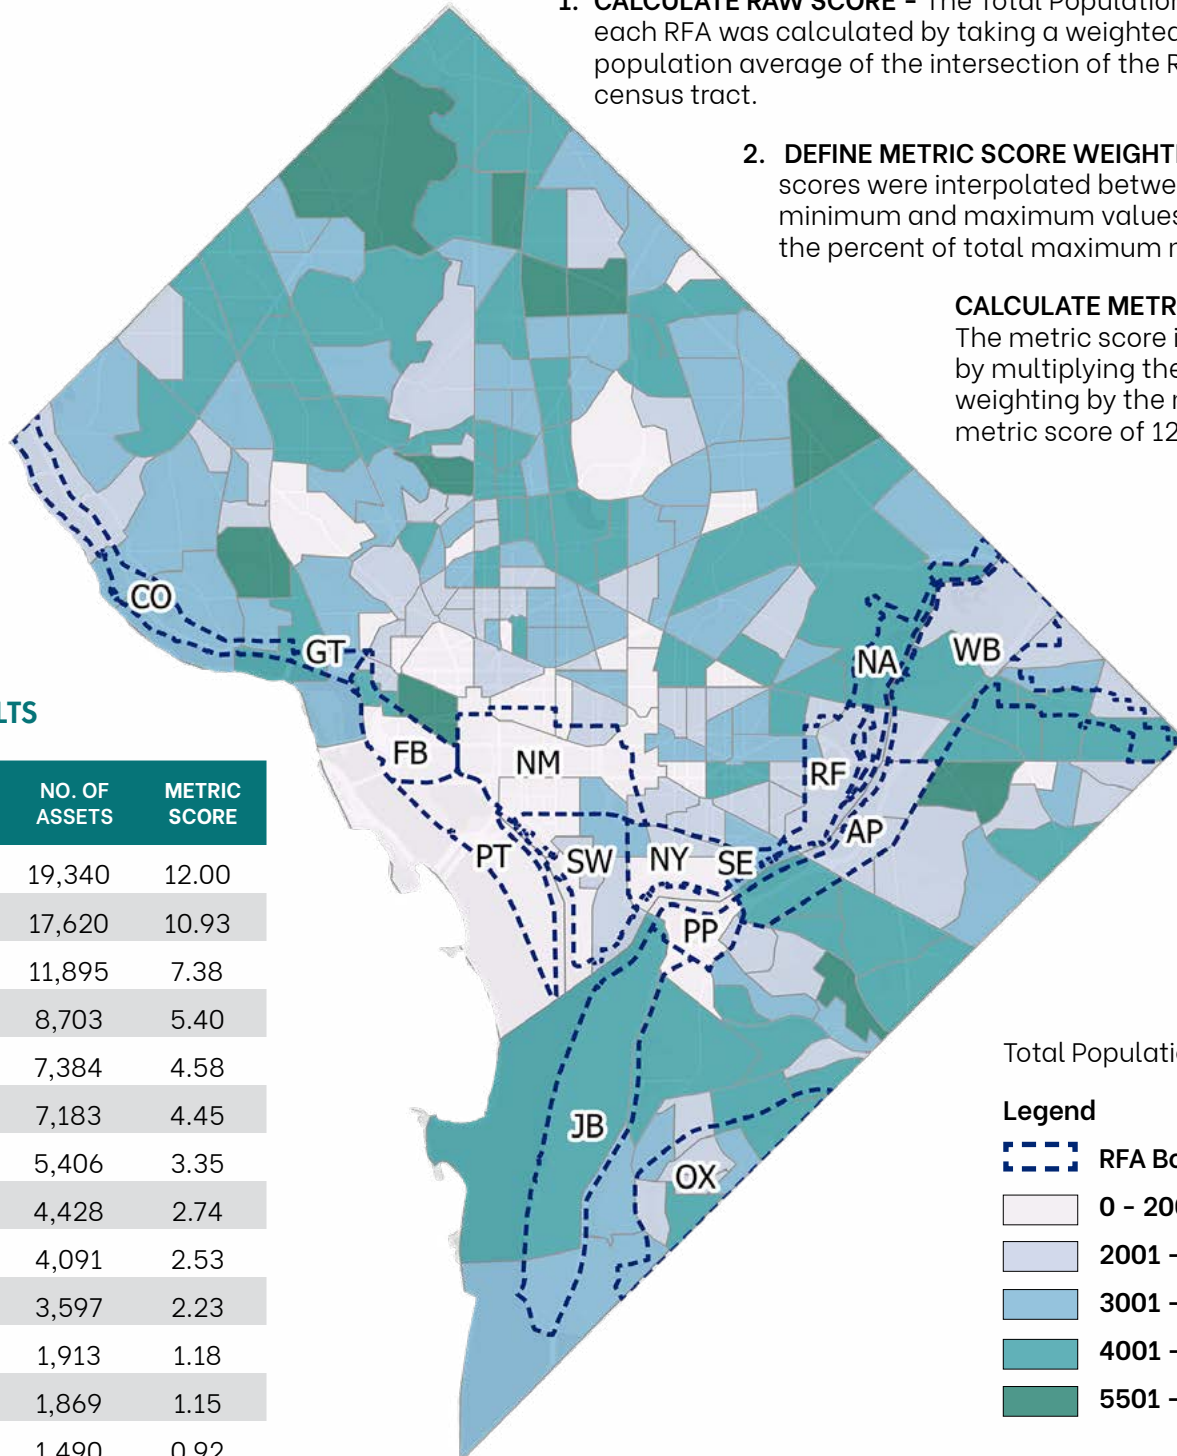 1. CALCULATE RAW SCORE - The Total Population
each RFA was calculated by taking a weighted
population average of the intersection of the R
census tract.
2. DEFINE METRIC SCORE WEIGHT
scores were interpolated betwe
minimum and maximum values
the percent of total maximum
CALCULATE METR
The metric score i
by multiplying the
weighting by the
metric score of 12
CO
GT
NA
WB
FB
NM
RF
AP
PT
SW
NY
SE
PP
JB
OX
LTS
NO. OF ASSETS METRIC SCORE
19,340 12.00
17,620 10.93
11,895 7.38
8,703 5.40
7,384 4.58
7,183 4.45
5,406 3.35
4,428 2.74
4,091 2.53
3,597 2.23
1,913 1.18
1,869 1.15
1,490 0.92
Total Populati
Legend
RFA Bo
0 - 200
2001 -
3001 -
4001 -
5501 -